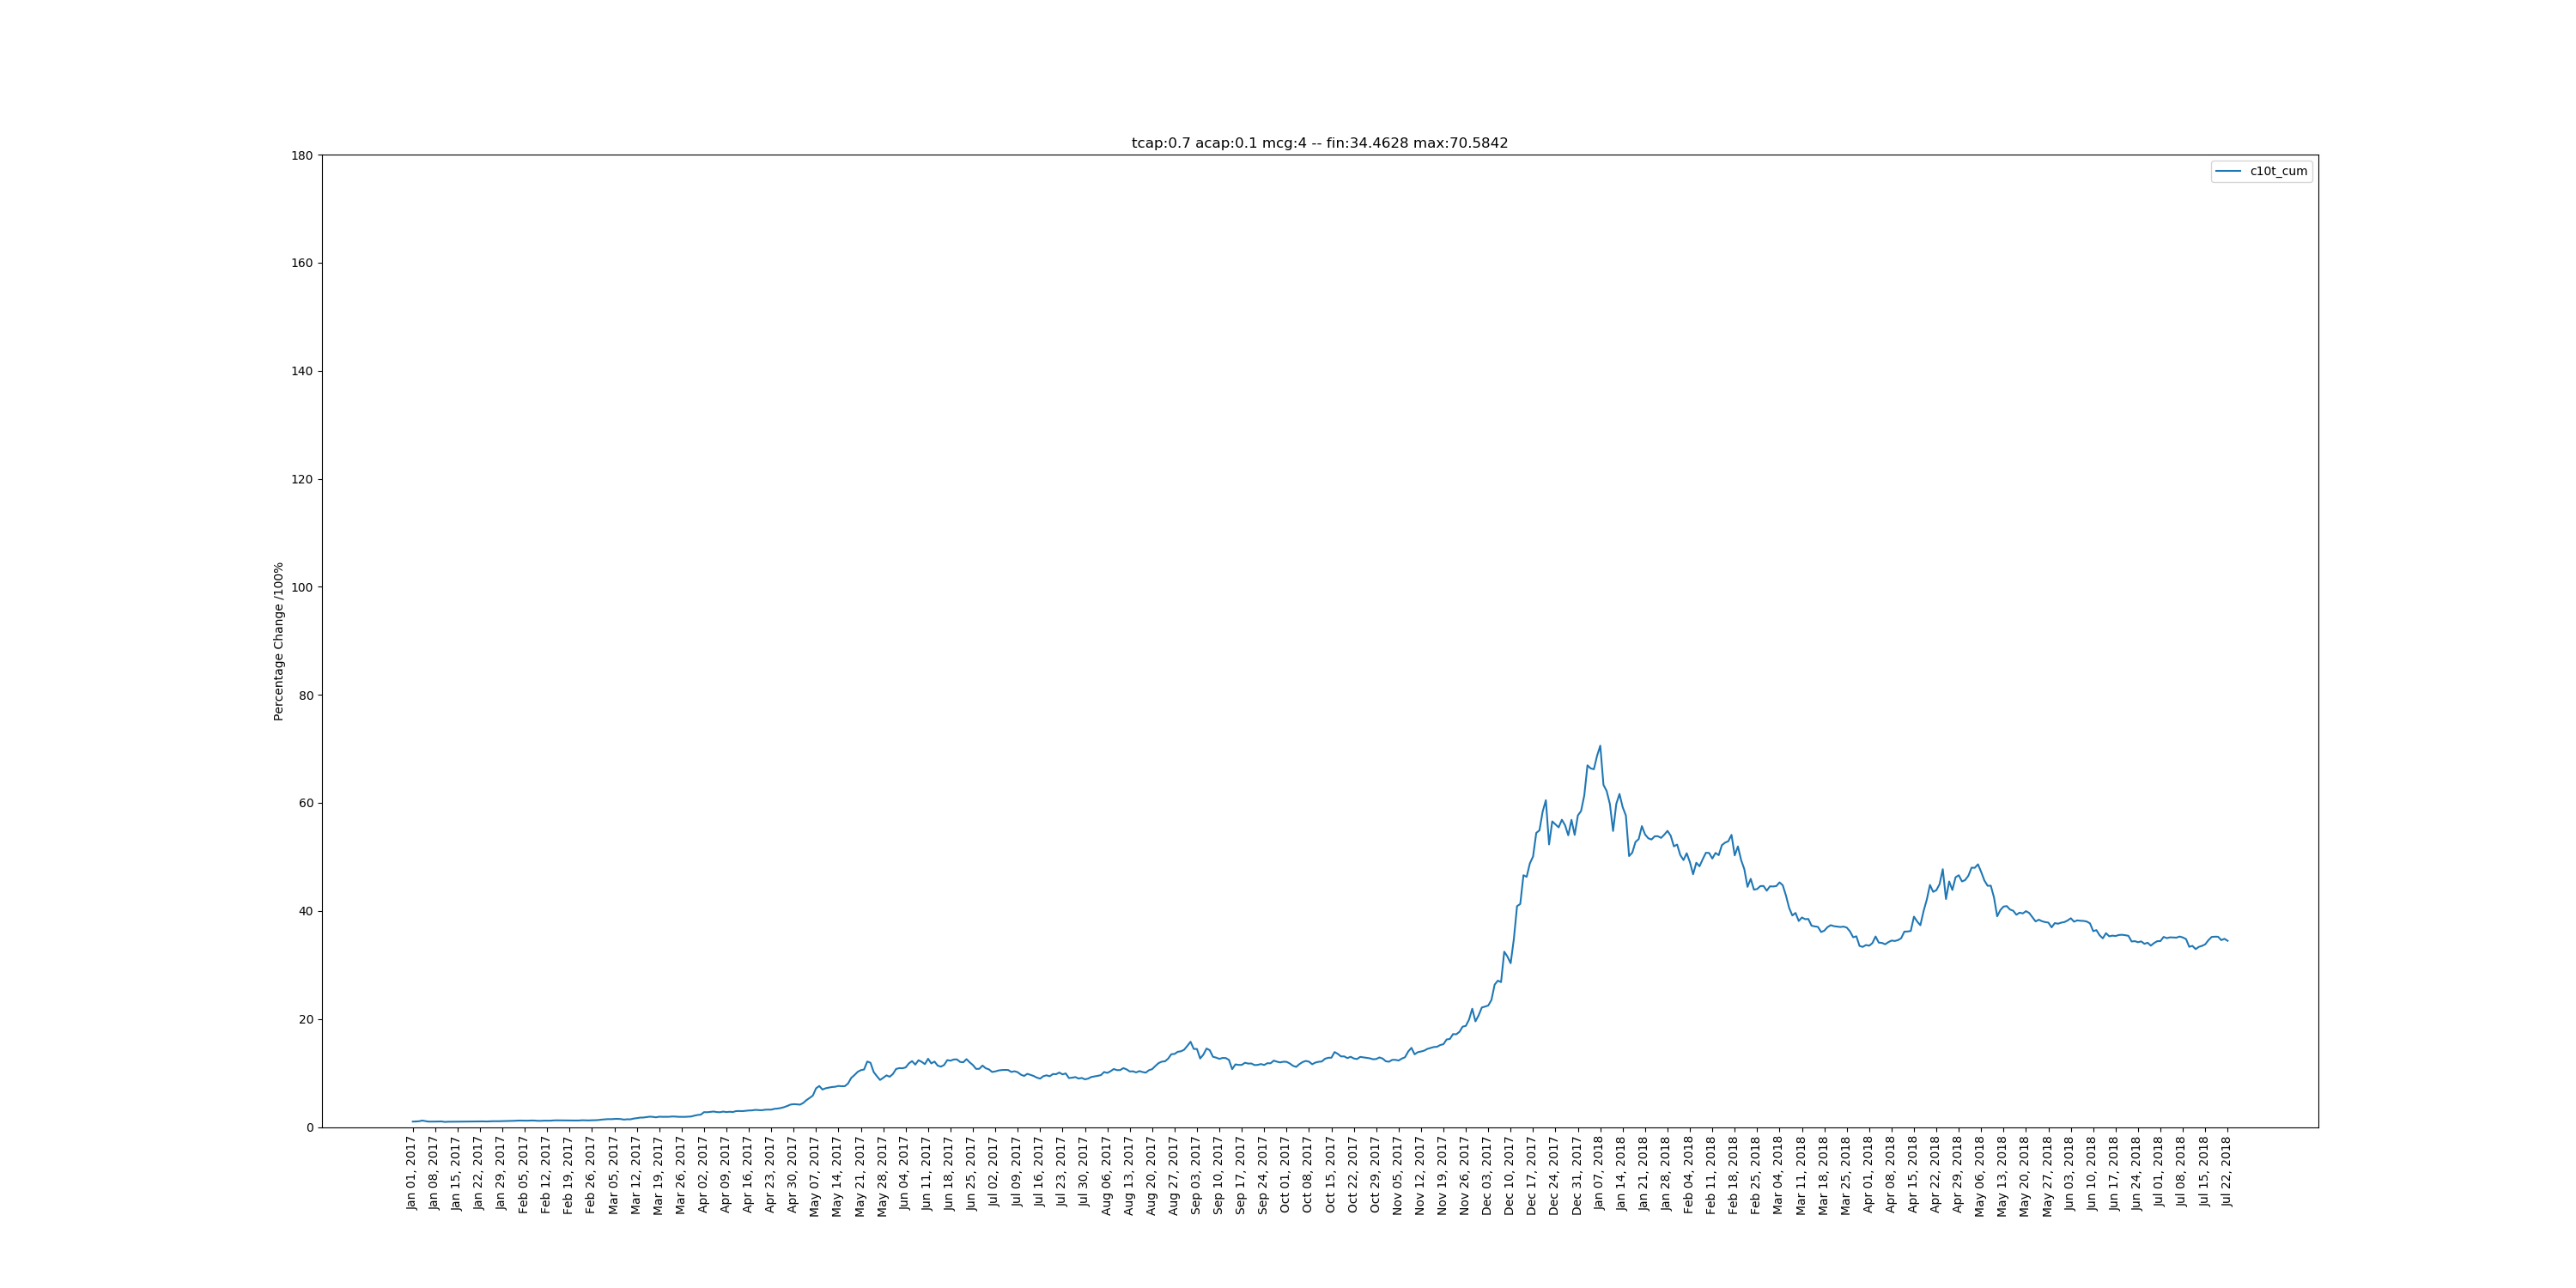 tcap:0.7 acap:0.1 mcg:4 -- fin:34.4628 max:70.5842
c10t_cum
Percentage Change /100%
180
160
140
120
100
80
60
40
20
0
Jan 01, 2017
Jan 08, 2017
Jan 15, 2017
Jan 22, 2017
Jan 29, 2017
Feb 05, 2017
Feb 12, 2017
Feb 19, 2017
Feb 26, 2017
Mar 05, 2017
Mar 12, 2017
Mar 19, 2017
Mar 26, 2017
Apr 02, 2017
Apr 09, 2017
Apr 16, 2017
Apr 23, 2017
Apr 30, 2017
May 07, 2017
May 14, 2017
May 21, 2017
May 28, 2017
Jun 04, 2017
Jun 11, 2017
Jun 18, 2017
Jun 25, 2017
Jul 02, 2017
Jul 09, 2017
Jul 16, 2017
Jul 23, 2017
Jul 30, 2017
Aug 06, 2017
Aug 13, 2017
Aug 20, 2017
Aug 27, 2017
Sep 03, 2017
Sep 10, 2017
Sep 17, 2017
Sep 24, 2017
Oct 01, 2017
Oct 08, 2017
Oct 15, 2017
Oct 22, 2017
Oct 29, 2017
Nov 05, 2017
Nov 12, 2017
Nov 19, 2017
Nov 26, 2017
Dec 03, 2017
Dec 10, 2017
Dec 17, 2017
Dec 24, 2017
Dec 31, 2017
Jan 07, 2018
Jan 14, 2018
Jan 21, 2018
Jan 28, 2018
Feb 04, 2018
Feb 11, 2018
Feb 18, 2018
Feb 25, 2018
Mar 04, 2018
Mar 11, 2018
Mar 18, 2018
Mar 25, 2018
Apr 01, 2018
Apr 08, 2018
Apr 15, 2018
Apr 22, 2018
Apr 29, 2018
May 06, 2018
May 13, 2018
May 20, 2018
May 27, 2018
Jun 03, 2018
Jun 10, 2018
Jun 17, 2018
Jun 24, 2018
Jul 01, 2018
Jul 08, 2018
Jul 15, 2018
Jul 22, 2018